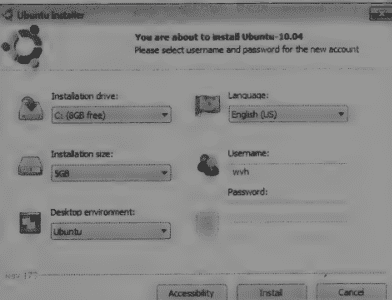 Ubuntu Installer
You are about to install Ubuntu-10.04
Please select username and password for the new account
Installation drive:
C: (8GB free)
Language:
English (US)
Installation size:
5GB
Username:
wvh
Password:
Desktop environment:
Ubuntu
Accessibility
Install
Cancel